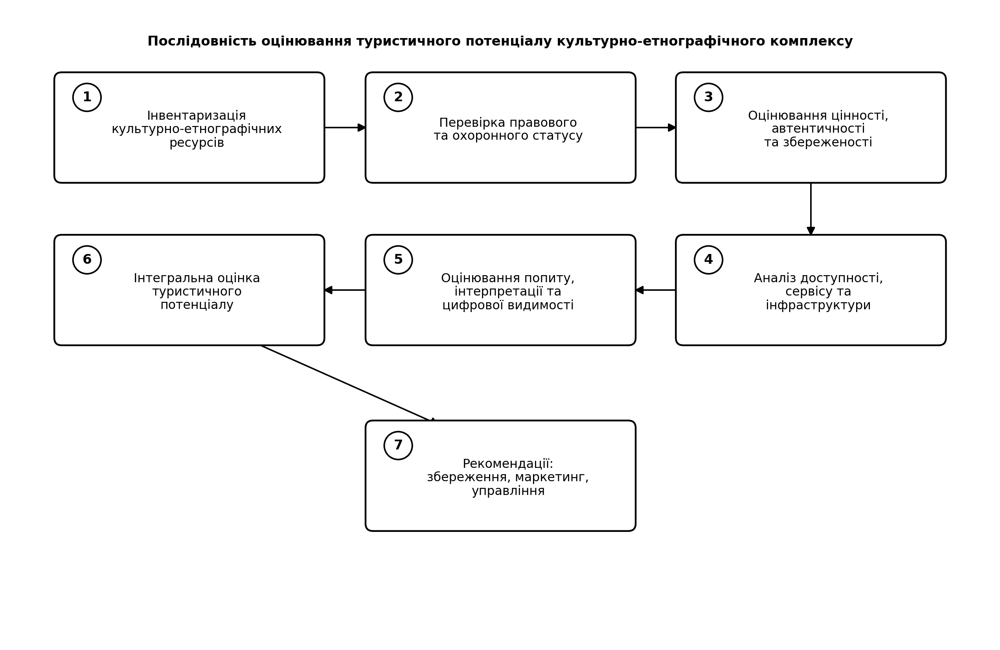 Послідовність оцінювання туристичного потенціалу культурно-етнографічного комплексу
1
Інвентаризація
культурно-етнографічних
ресурсів
2
Перевірка правового
та охоронного статусу
3
Оцінювання цінності,
автентичності
та збереженості
4
Аналіз доступності,
сервісу та
інфраструктури
5
Оцінювання попиту,
інтерпретації та
цифрової видимості
6
Інтегральна оцінка
туристичного
потенціалу
7
Рекомендації:
збереження, маркетинг,
управління